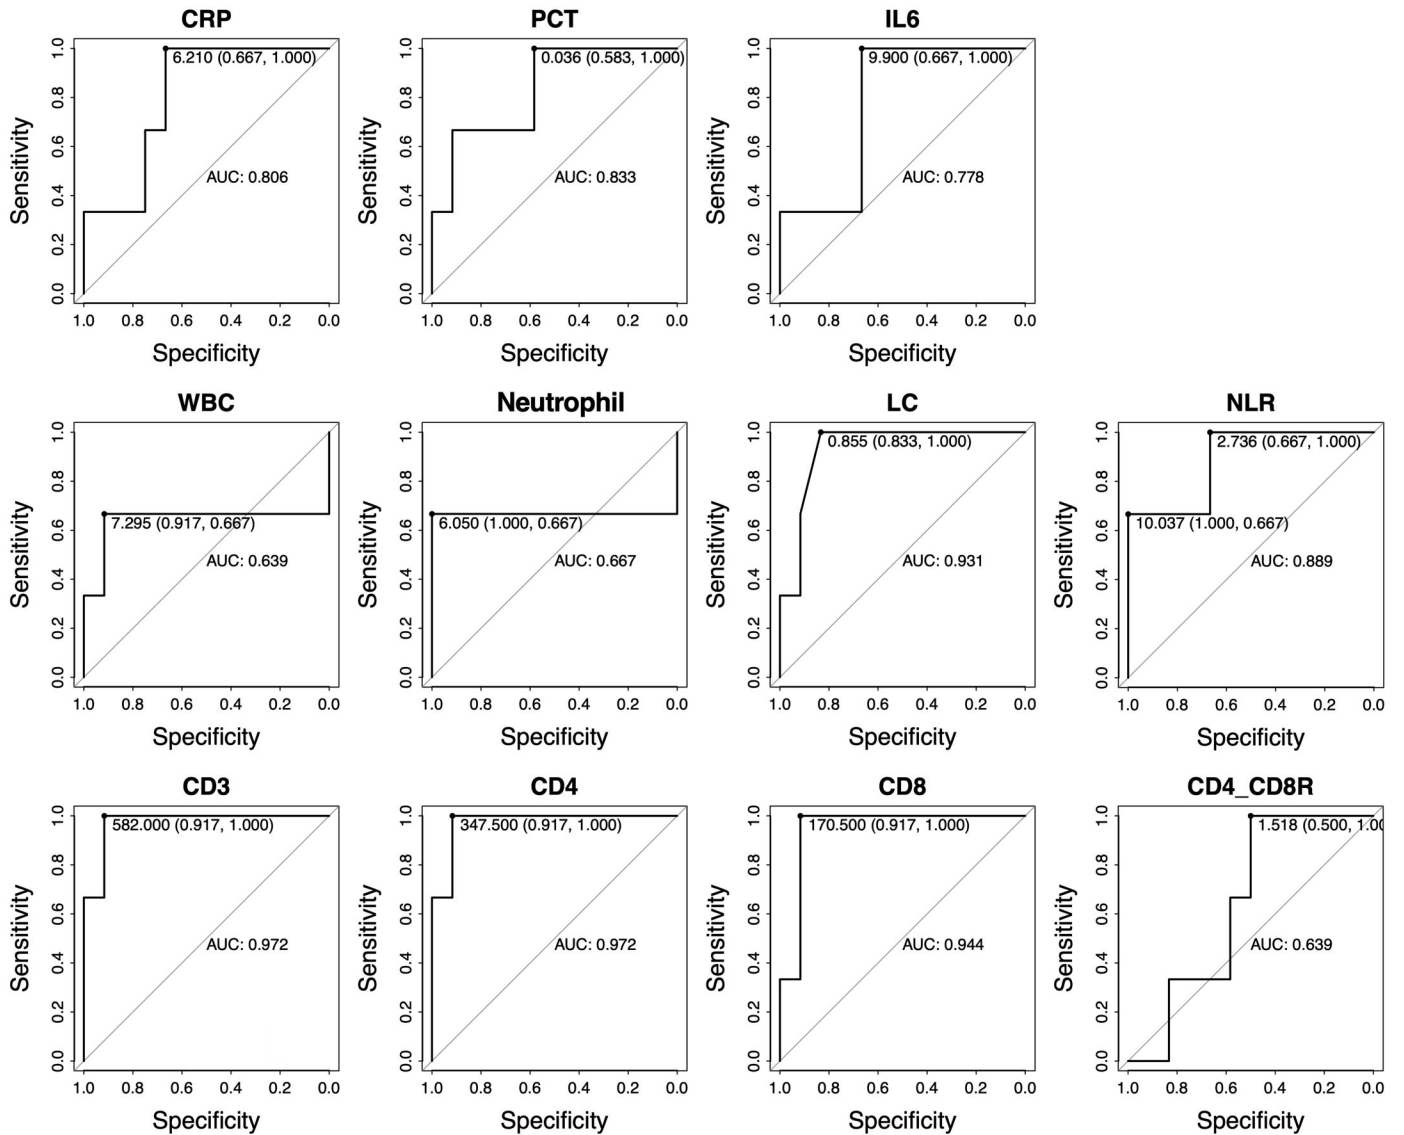 CRP
PCT
IL6
1.0
0.8
0.6
0.4
0.2
0.0
Sensitivity
6.210 (0.667, 1.000)
AUC: 0.806
1.0 0.8 0.6 0.4 0.2 0.0
Specificity
1.0
0.8
0.6
0.4
0.2
0.0
Sensitivity
0.036 (0.583, 1.000)
AUC: 0.833
1.0 0.8 0.6 0.4 0.2 0.0
Specificity
1.0
0.8
0.6
0.4
0.2
0.0
Sensitivity
9.900 (0.667, 1.000)
AUC: 0.778
1.0 0.8 0.6 0.4 0.2 0.0
Specificity
WBC
Neutrophil
LC
NLR
1.0
0.8
0.6
0.4
0.2
0.0
Sensitivity
7.295 (0.917, 0.667)
AUC: 0.639
1.0 0.8 0.6 0.4 0.2 0.0
Specificity
1.0
0.8
0.6
0.4
0.2
0.0
Sensitivity
6.050 (1.000, 0.667)
AUC: 0.667
1.0 0.8 0.6 0.4 0.2 0.0
Specificity
1.0
0.8
0.6
0.4
0.2
0.0
Sensitivity
0.855 (0.833, 1.000)
AUC: 0.931
1.0 0.8 0.6 0.4 0.2 0.0
Specificity
1.0
0.8
0.6
0.4
0.2
0.0
Sensitivity
2.736 (0.667, 1.000)
10.037 (1.000, 0.667)
AUC: 0.889
1.0 0.8 0.6 0.4 0.2 0.0
Specificity
CD3
CD4
CD8
CD4_CD8R
1.0
0.8
0.6
0.4
0.2
0.0
Sensitivity
582.000 (0.917, 1.000)
AUC: 0.972
1.0 0.8 0.6 0.4 0.2 0.0
Specificity
1.0
0.8
0.6
0.4
0.2
0.0
Sensitivity
347.500 (0.917, 1.000)
AUC: 0.972
1.0 0.8 0.6 0.4 0.2 0.0
Specificity
1.0
0.8
0.6
0.4
0.2
0.0
Sensitivity
170.500 (0.917, 1.000)
AUC: 0.944
1.0 0.8 0.6 0.4 0.2 0.0
Specificity
1.0
0.8
0.6
0.4
0.2
0.0
Sensitivity
1.518 (0.500, 1.00
AUC: 0.639
1.0 0.8 0.6 0.4 0.2 0.0
Specificity